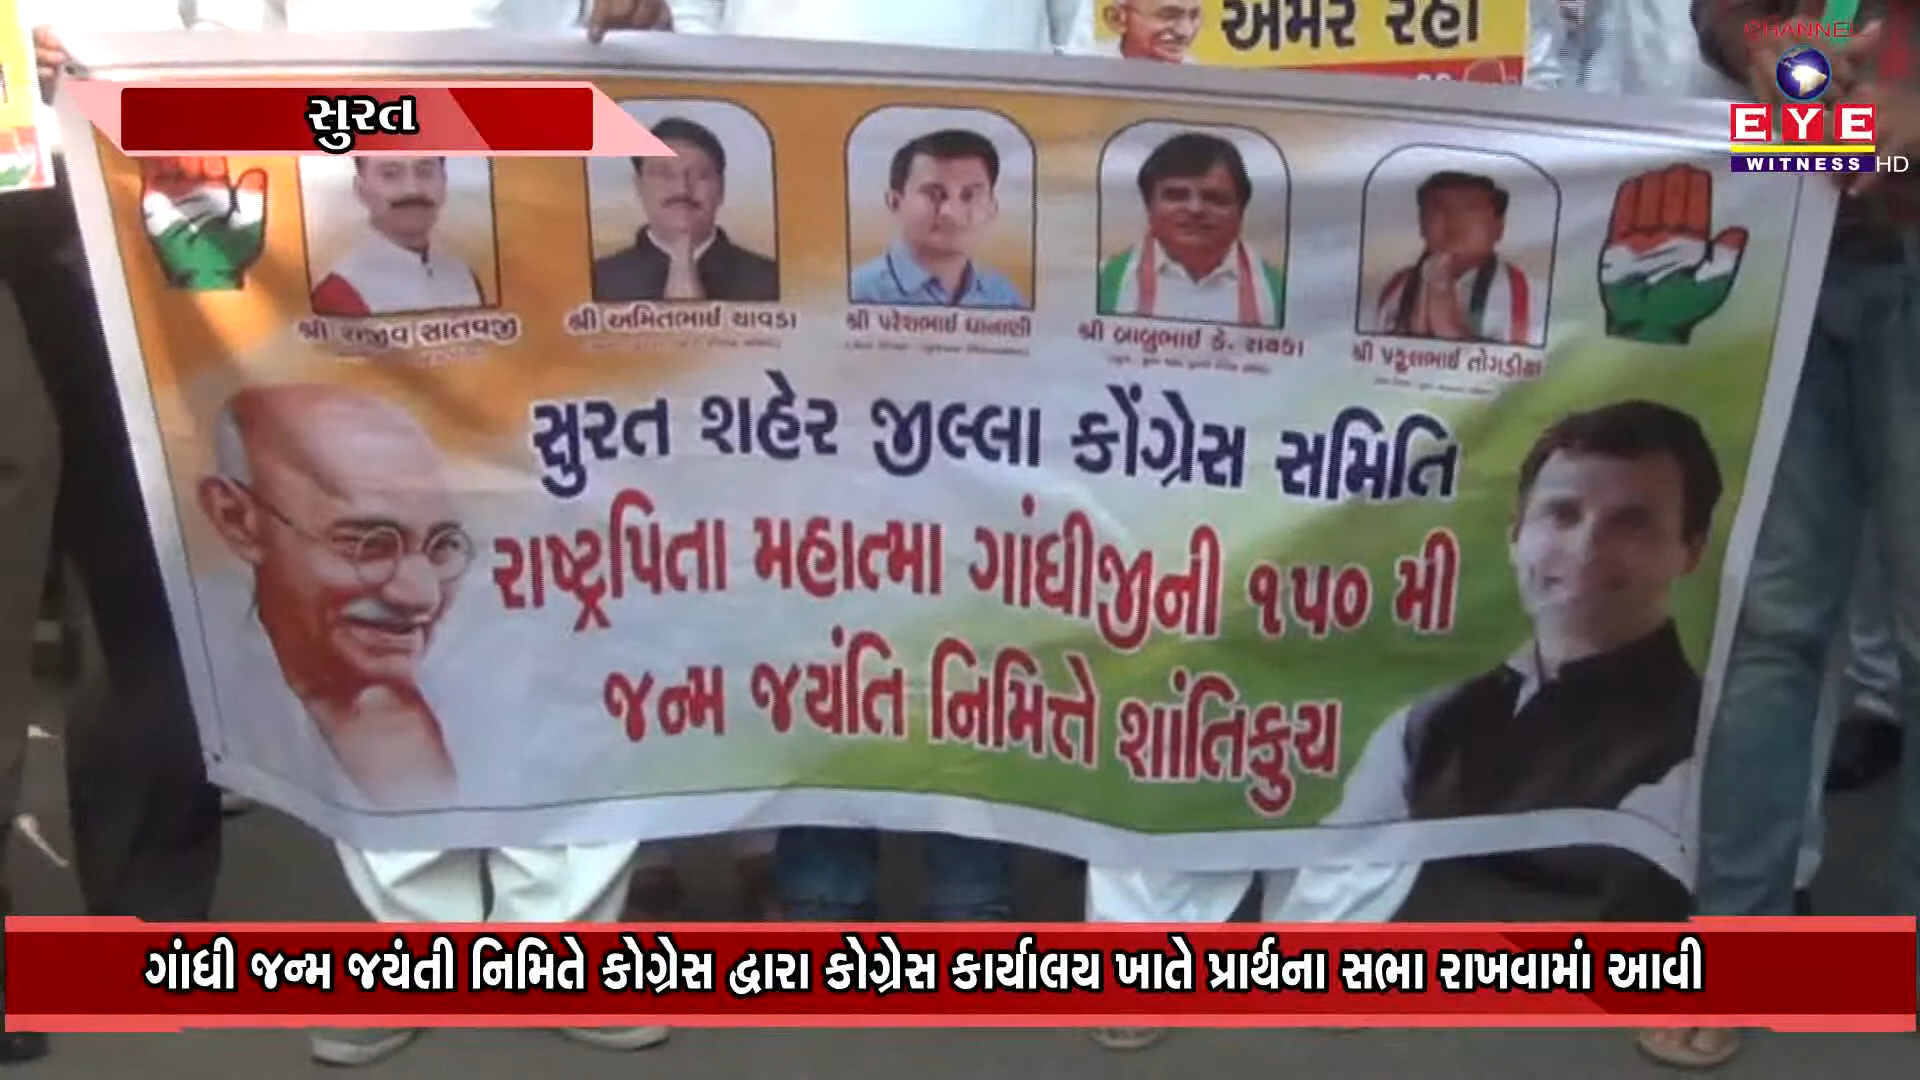 અમર રહો
CHANNEL
EYE
WITNESS HD
સુરત
શ્રી રાજીવ સાતવજી
શ્રી અમિતભાઈ ચાવડા
શ્રી પરેશભાઈ ધાનાણી
શ્રી બાબુભાઈ કે. રાયકા
શ્રી પ્રફુલભાઈ તોગડીયા
સુરત શહેર જીલ્લા કોંગ્રેસ સમિતિ
રાષ્ટ્રપિતા મહાત્મા ગાંધીજીની ૧૫૦ મી
જન્મ જયંતિ નિમિત્તે શાંતિકુચ
ગાંધી જન્મ જયંતી નિમિતે કોગ્રેસ દ્વારા કોગ્રેસ કાર્યાલય ખાતે પ્રાર્થના સભા રાખવામાં આવી